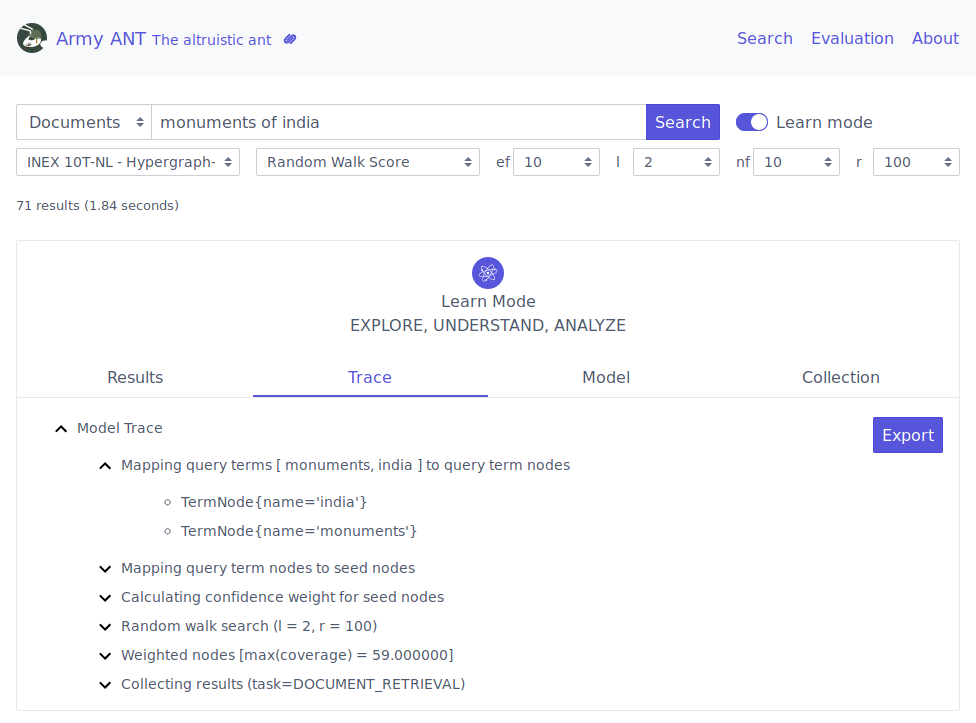 Army ANT The altruistic ant Search Evaluation About
Documents monuments of india Search Learn mode
INEX 10T-NL - Hypergraph- Random Walk Score ef 10 l 2 nf 10 r 100
71 results (1.84 seconds)
Learn Mode
EXPLORE, UNDERSTAND, ANALYZE
Results Trace Model Collection
Model Trace Export
Mapping query terms [ monuments, india ] to query term nodes
TermNode{name='india'}
TermNode{name='monuments'}
Mapping query term nodes to seed nodes
Calculating confidence weight for seed nodes
Random walk search (l = 2, r = 100)
Weighted nodes [max(coverage) = 59.000000]
Collecting results (task=DOCUMENT_RETRIEVAL)